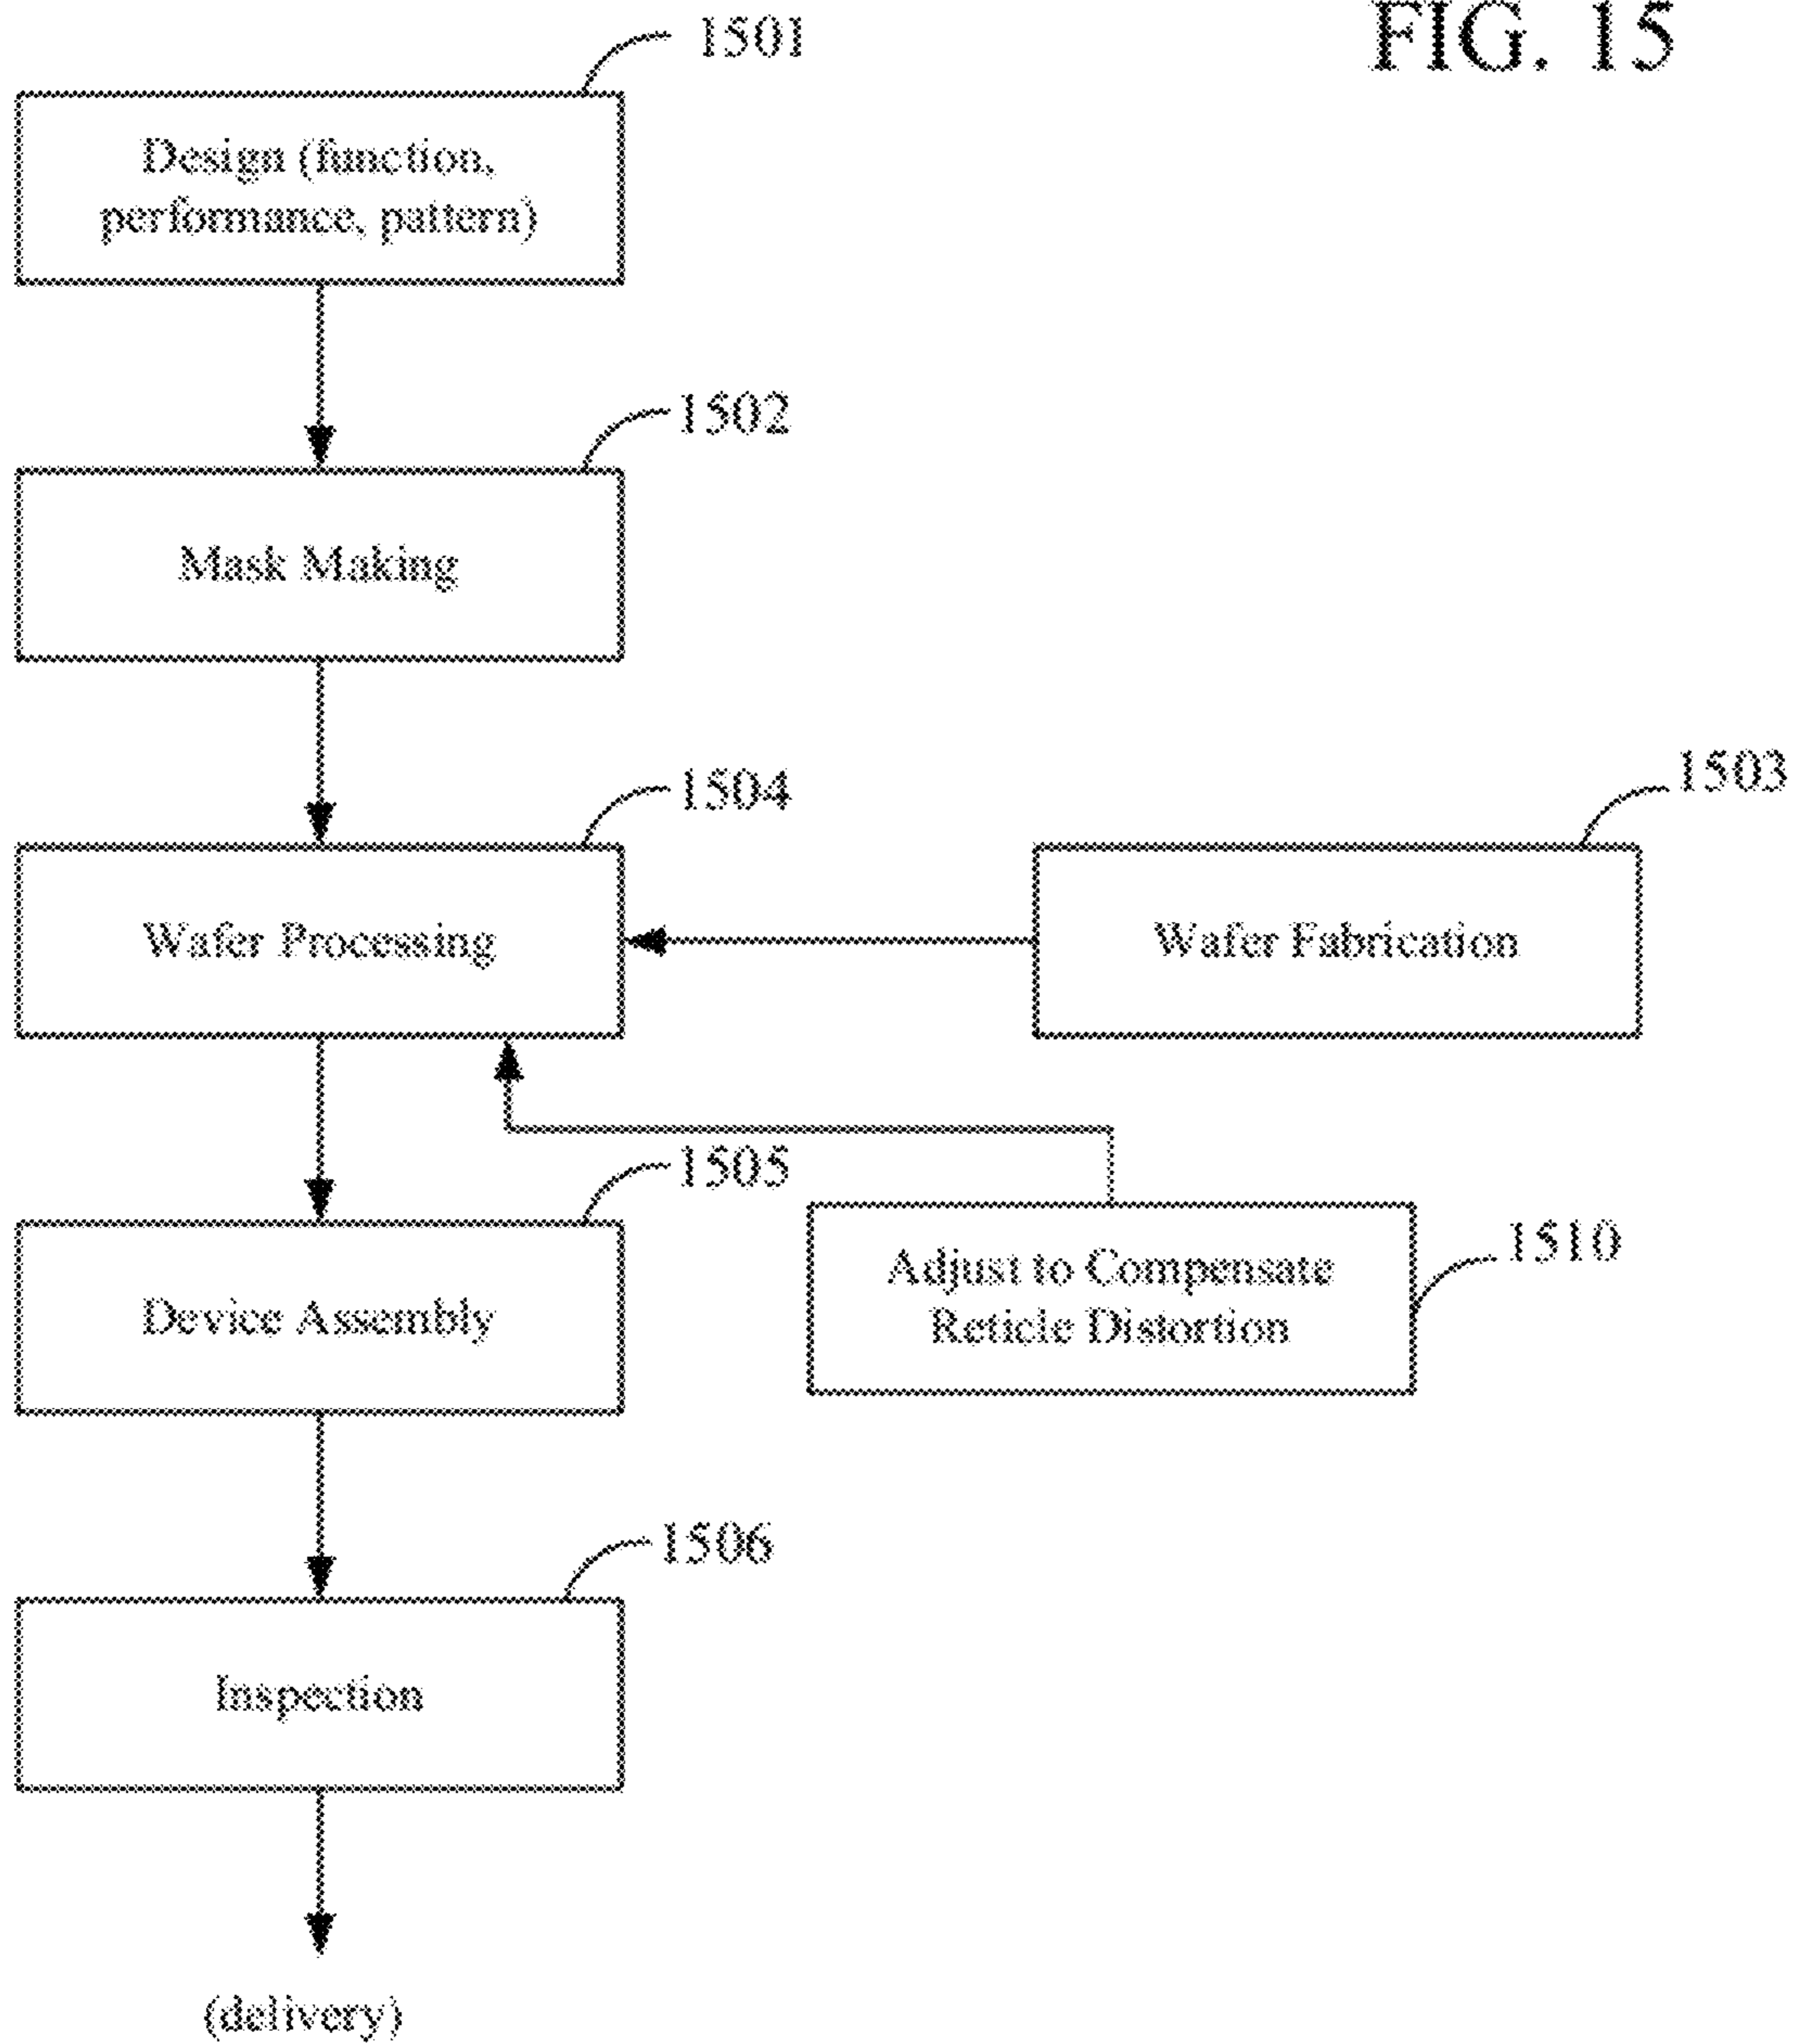 FIG. 15
1501
Design (function,
performance, pattern)
1502
Mask Making
1504
Wafer Processing
1503
Wafer Fabrication
1505
Device Assembly
1510
Adjust to Compensate
Reticle Distortion
1506
Inspection
(delivery)